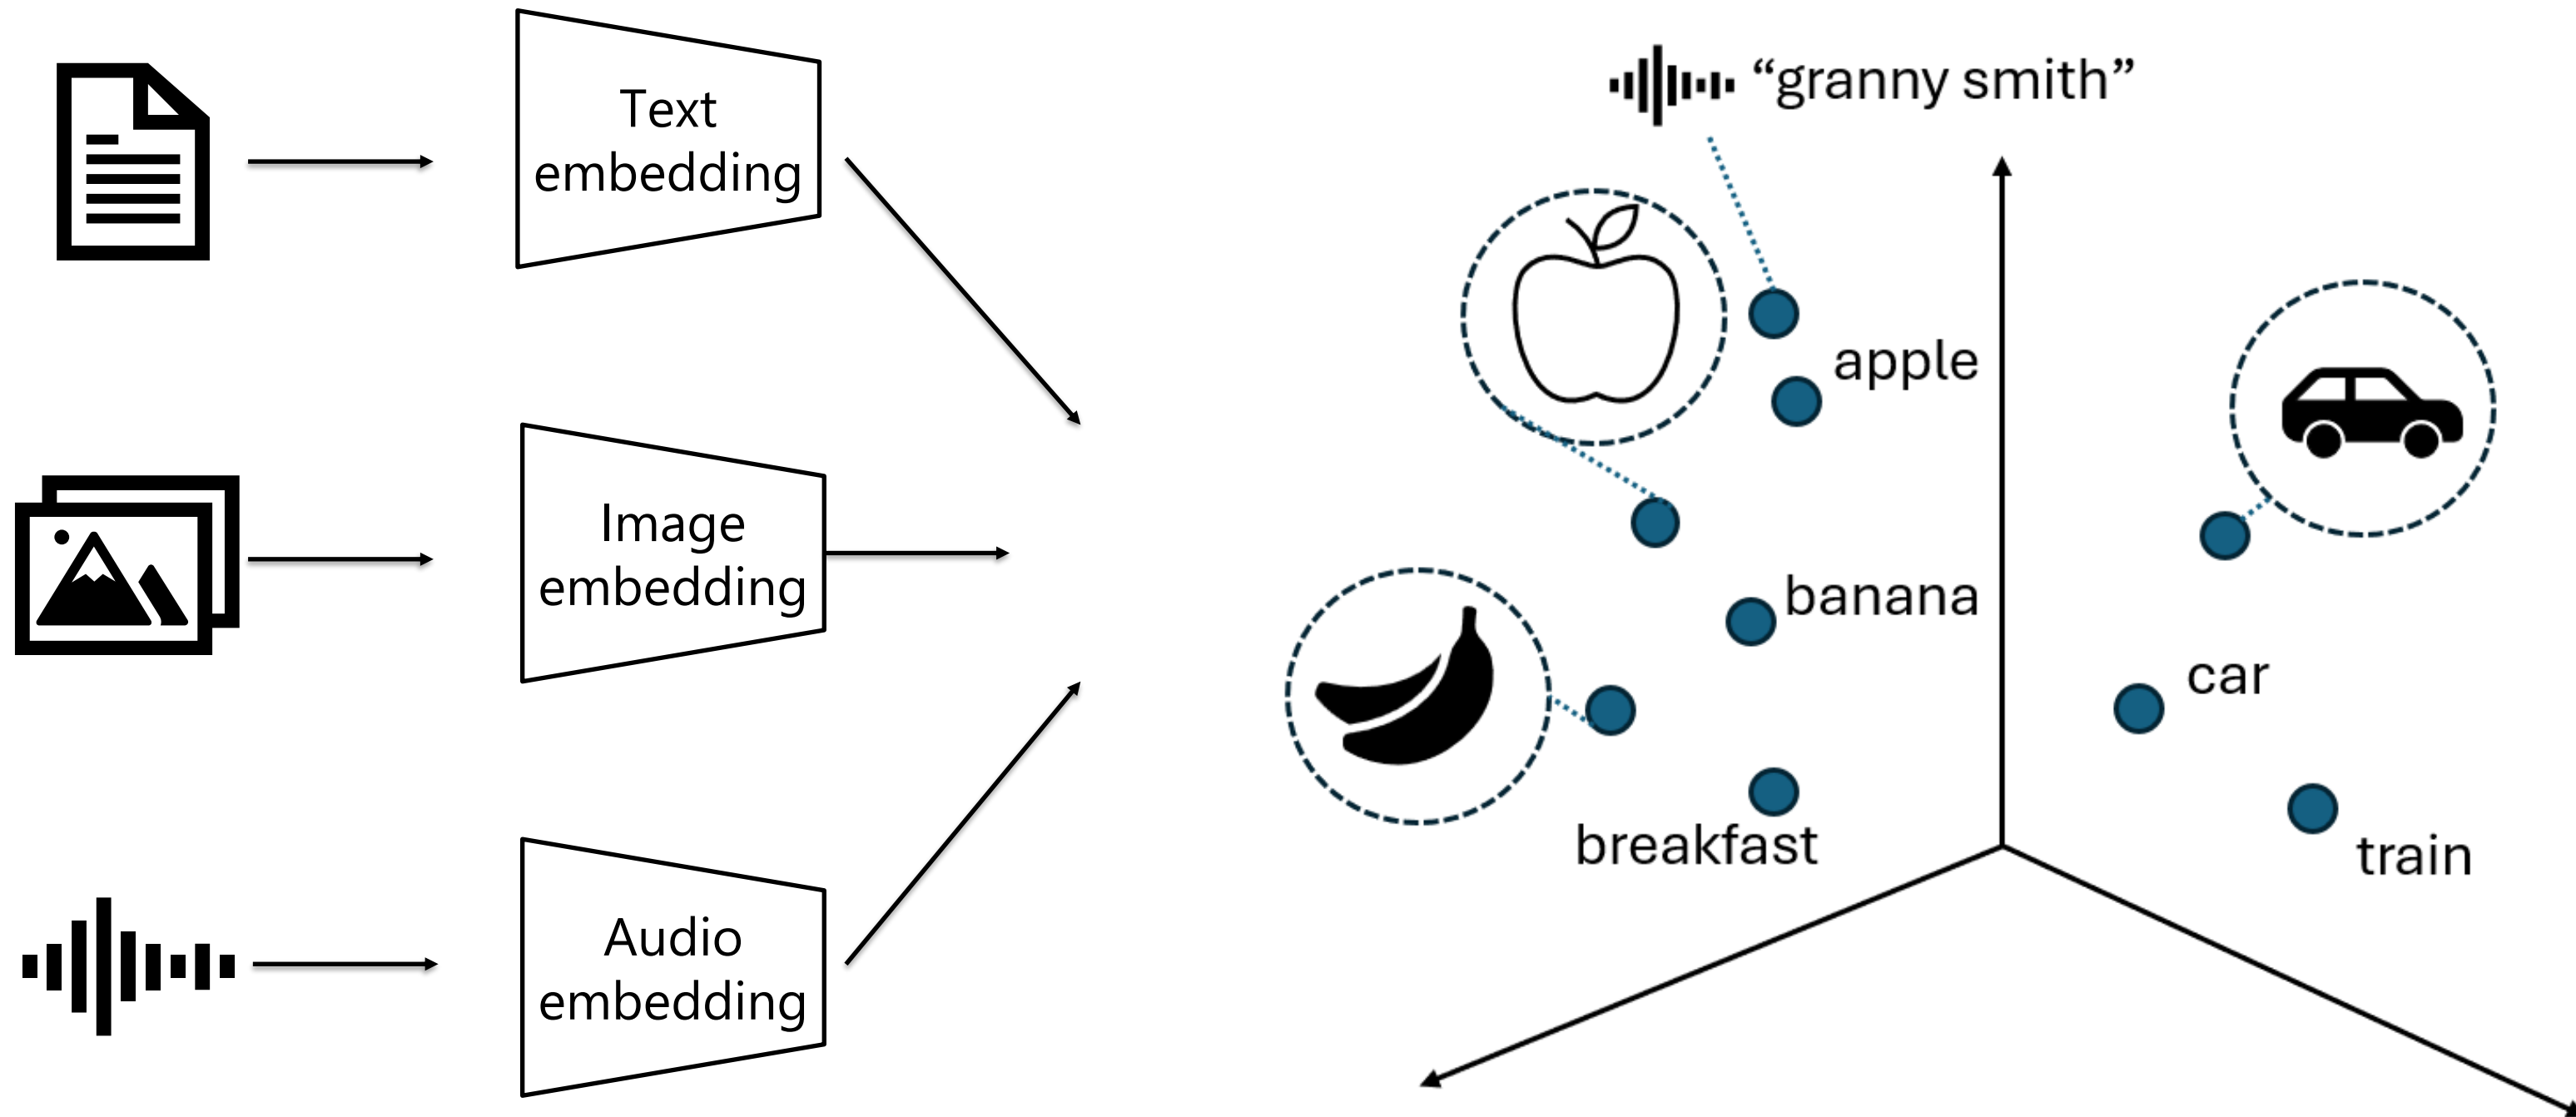 Text
embedding
Image
embedding
Audio
embedding
“granny smith”
apple
banana
car
breakfast
train